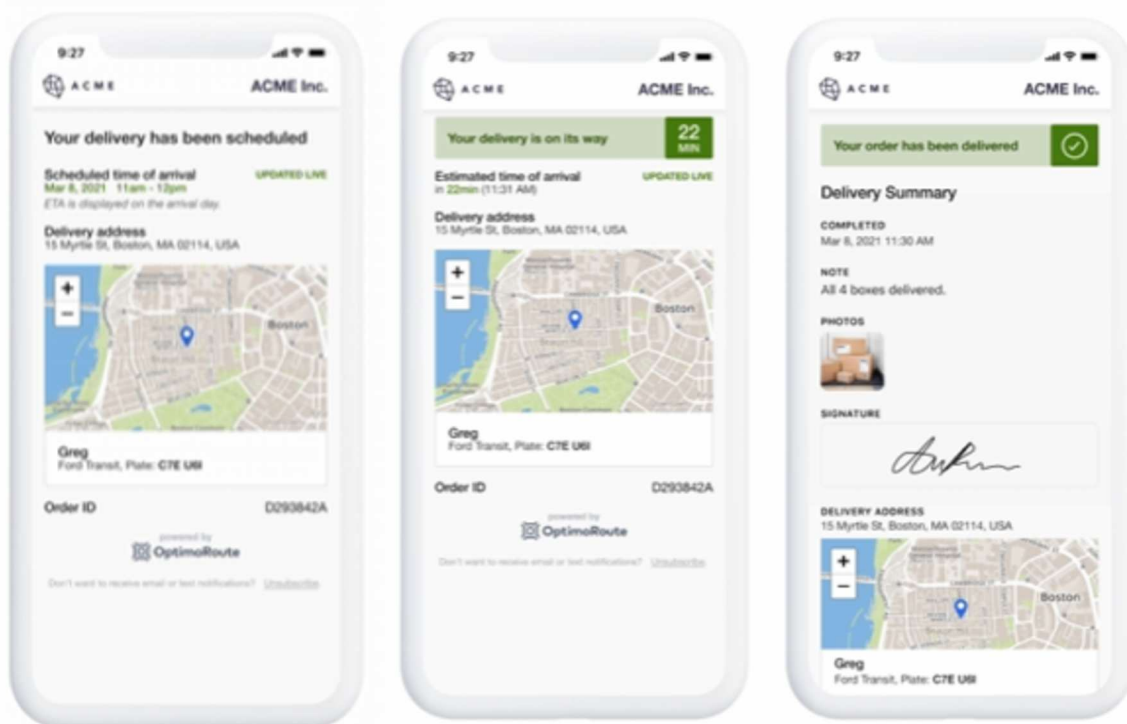 9:27
ACME
ACME Inc.
Your delivery has been scheduled
Scheduled time of arrival
UPDATED LIVE
Mar 8, 2021 11am - 12pm
ETA is displayed on the arrival day.
Delivery address
15 Myrtle St, Boston, MA 02114, USA
+
−
Boston
Greg
Ford Transit, Plate: C7E U6I
Order ID
D293842A
powered by
OptimoRoute
Don't want to receive email or text notifications? Unsubscribe.
9:27
ACME
ACME Inc.
Your delivery is on its way
22
MIN
Estimated time of arrival
UPDATED LIVE
in 22min (11:31 AM)
Delivery address
15 Myrtle St, Boston, MA 02114, USA
+
−
Boston
Greg
Ford Transit, Plate: C7E U6I
Order ID
D293842A
powered by
OptimoRoute
Don't want to receive email or text notifications? Unsubscribe.
9:27
ACME
ACME Inc.
Your order has been delivered
Delivery Summary
COMPLETED
Mar 8, 2021 11:30 AM
NOTE
All 4 boxes delivered.
PHOTOS
SIGNATURE
DELIVERY ADDRESS
15 Myrtle St, Boston, MA 02114, USA
+
−
Boston
Greg
Ford Transit, Plate: C7E U6I